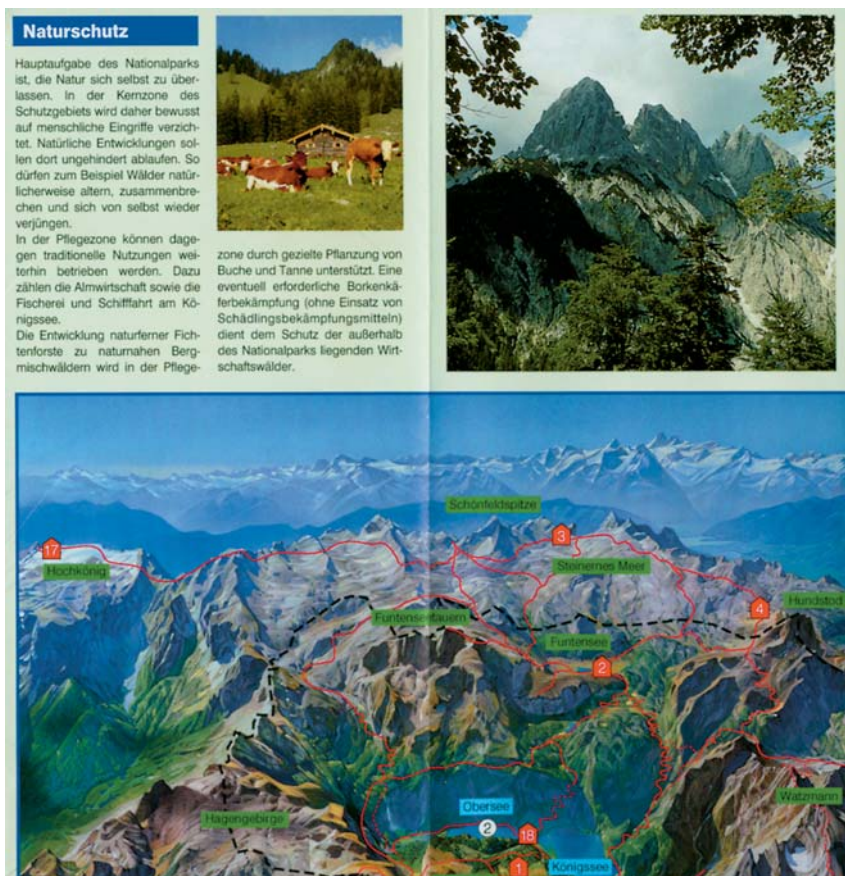 Naturschutz
Hauptaufgabe des Nationalparks
ist, die Natur sich selbst zu über-
lassen. In der Kernzone des
Schutzgebiets wird daher bewusst
auf menschliche Eingriffe verzich-
tet. Natürliche Entwicklungen sol-
len dort ungehindert ablaufen. So
dürfen zum Beispiel Wälder natür-
licherweise altern, zusammenbre-
chen und sich von selbst wieder
verjüngen.
In der Pflegezone können dage-
gen traditionelle Nutzungen wei-
terhin betrieben werden. Dazu
zählen die Almwirtschaft sowie die
Fischerei und Schifffahrt am Kö-
nigssee.
Die Entwicklung naturferner Fich-
tenforste zu naturnahen Berg-
mischwäldern wird in der Pflege-
zone durch gezielte Pflanzung von
Buche und Tanne unterstützt. Eine
eventuell erforderliche Borkenkä-
ferbekämpfung (ohne Einsatz von
Schädlingsbekämpfungsmitteln)
dient dem Schutz der außerhalb
des Nationalparks liegenden Wirt-
schaftswälder.
Schönfeldspitze
17
3
Hochkönig
Steinernes Meer
4
Hundstod
Funtenseetauern
Funtensee
2
Watzmann
Obersee
2
Hagengebirge
18
1
Königssee